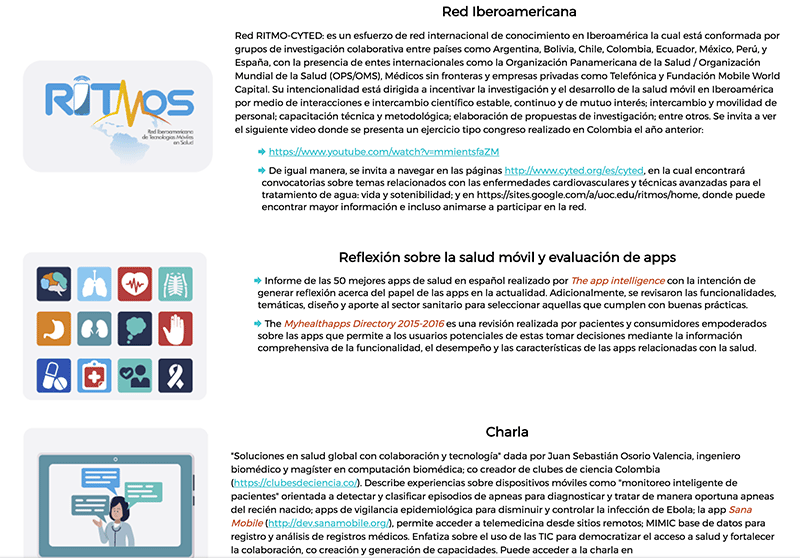 Red Iberoamericana
Red RITMO-CYTED: es un esfuerzo de red internacional de conocimiento en Iberoamérica la cual está conformada por
grupos de investigación colaborativa entre países como Argentina, Bolivia, Chile, Colombia, Ecuador, México, Perú, y
España, con la presencia de entes internacionales como la Organización Panamericana de la Salud / Organización
Mundial de la Salud (OPS/OMS), Médicos sin fronteras y empresas privadas como Telefónica y Fundación Mobile World
Capital. Su intencionalidad está dirigida a incentivar la investigación y el desarrollo de la salud móvil en Iberoamérica
por medio de interacciones e intercambio científico estable, continuo y de mutuo interés; intercambio y movilidad de
personal; capacitación técnica y metodológica; elaboración de propuestas de investigación; entre otros. Se invita a ver
el siguiente video donde se presenta un ejercicio tipo congreso realizado en Colombia el año anterior:
https://www.youtube.com/watch?v=mmientsfaZM
De igual manera, se invita a navegar en las páginas http://www.cyted.org/es/cyted, en la cual encontrará
convocatorias sobre temas relacionados con las enfermedades cardiovasculares y técnicas avanzadas para el
tratamiento de agua: vida y sotenibilidad; y en https://sites.google.com/a/uoc.edu/ritmos/home, donde puede
encontrar mayor información e incluso animarse a participar en la red.
RITMOS
Red Iberoamericana
de Tecnologías Móviles
en Salud
Reflexión sobre la salud móvil y evaluación de apps
Informe de las 50 mejores apps de salud en español realizado por The app intelligence con la intención de
generar reflexión acerca del papel de las apps en la actualidad. Adicionalmente, se revisaron las funcionalidades,
temáticas, diseño y aporte al sector sanitario para seleccionar aquellas que cumplen con buenas prácticas.
The Myhealthapps Directory 2015-2016 es una revisión realizada por pacientes y consumidores empoderados
sobre las apps que permite a los usuarios potenciales de estas tomar decisiones mediante la información
comprehensiva de la funcionalidad, el desempeño y las características de las apps relacionadas con la salud.
Charla
"Soluciones en salud global con colaboración y tecnología" dada por Juan Sebastián Osorio Valencia, ingeniero
biomédico y magíster en computación biomédica; co creador de clubes de ciencia Colombia
(https://clubesdeciencia.co/). Describe experiencias sobre dispositivos móviles como "monitoreo inteligente de
pacientes" orientada a detectar y clasificar episodios de apneas para diagnosticar y tratar de manera oportuna apneas
del recién nacido; apps de vigilancia epidemiológica para disminuir y controlar la infección de Ebola; la app Sana
Mobile (http://dev.sanamobile.org/), permite acceder a telemedicina desde sitios remotos; MIMIC base de datos para
registro y análisis de registros médicos. Enfatiza sobre el uso de las TIC para democratizar el acceso a salud y fortalecer
la colaboración, co creación y generación de capacidades. Puede acceder a la charla en